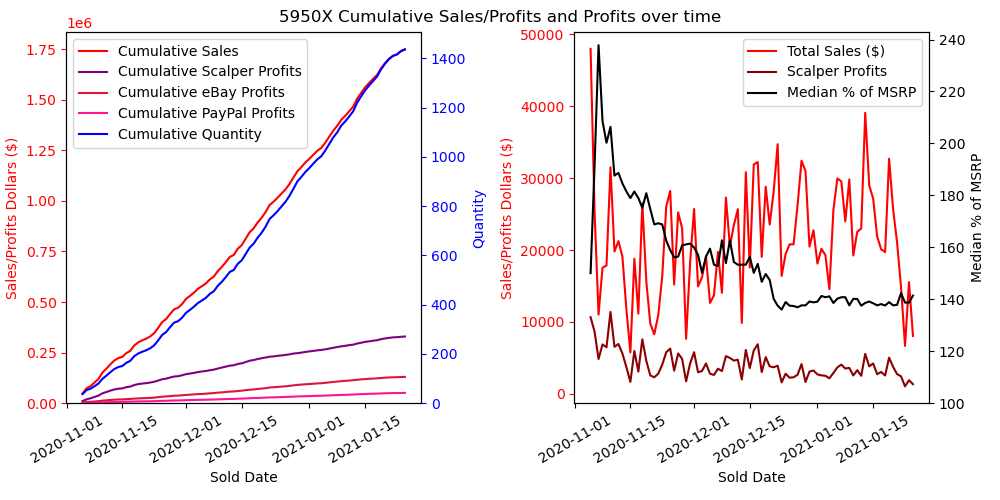 5950X Cumulative Sales/Profits and Profits over time
1e6
Cumulative Sales
Cumulative Scalper Profits
Cumulative eBay Profits
Cumulative PayPal Profits
Cumulative Quantity
1.75
1.50
1.25
1.00
0.75
0.50
0.25
0.00
Sales/Profits Dollars ($)
1400
1200
1000
800
600
400
200
0
Quantity
2020-11-01
2020-11-15
2020-12-01
2020-12-15
2021-01-01
2021-01-15
Sold Date
Total Sales ($)
Scalper Profits
Median % of MSRP
50000
40000
30000
20000
10000
0
Sales/Profits Dollars ($)
240
220
200
180
160
140
120
100
Median % of MSRP
2020-11-01
2020-11-15
2020-12-01
2020-12-15
2021-01-01
2021-01-15
Sold Date